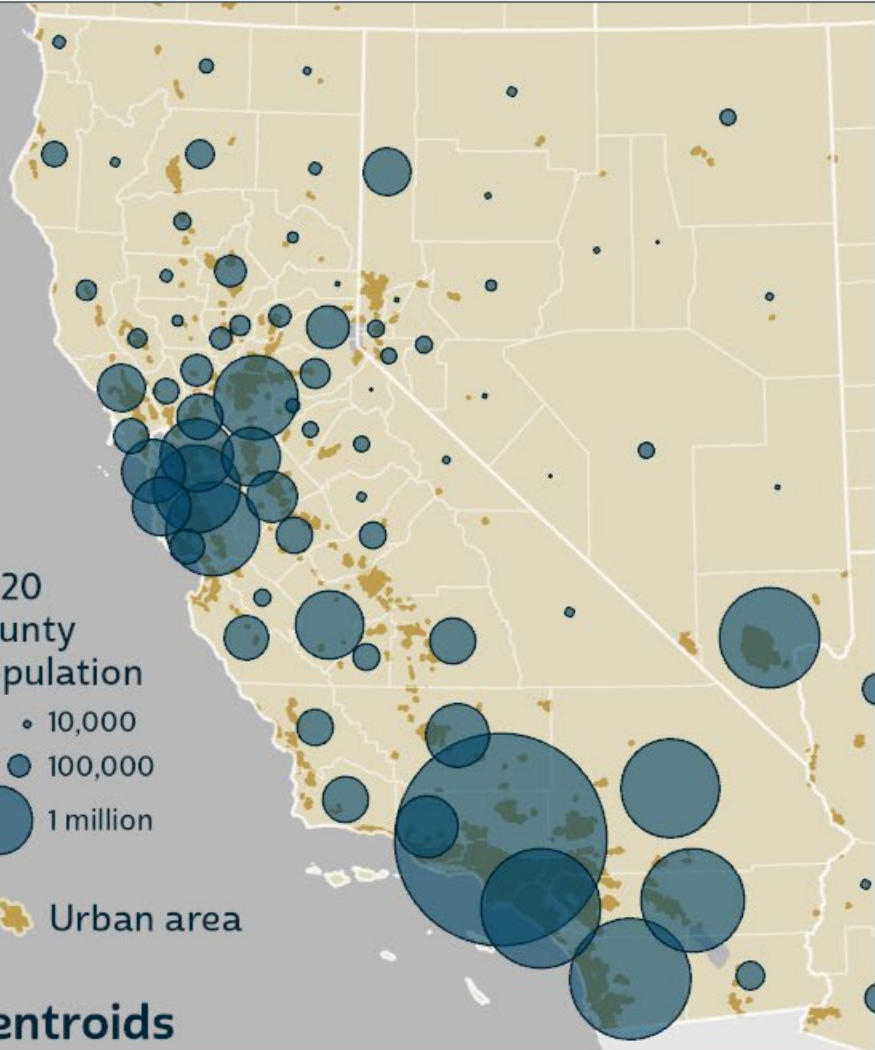 20
unty
pulation
10,000
100,000
1 million
Urban area
entroids